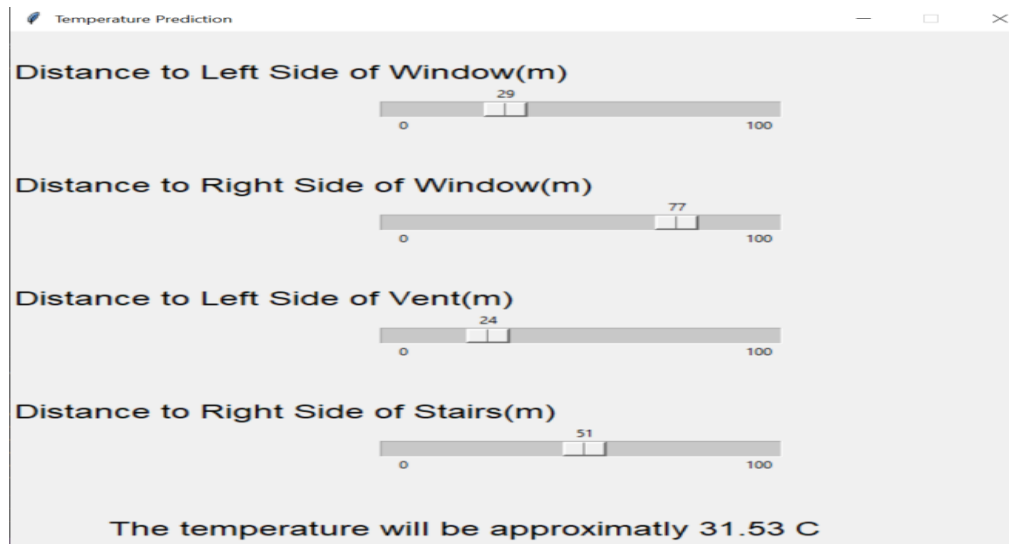 Temperature Prediction
Distance to Left Side of Window(m)
29
0 100
Distance to Right Side of Window(m)
77
0 100
Distance to Left Side of Vent(m)
24
0 100
Distance to Right Side of Stairs(m)
51
0 100
The temperature will be approximatly 31.53 C